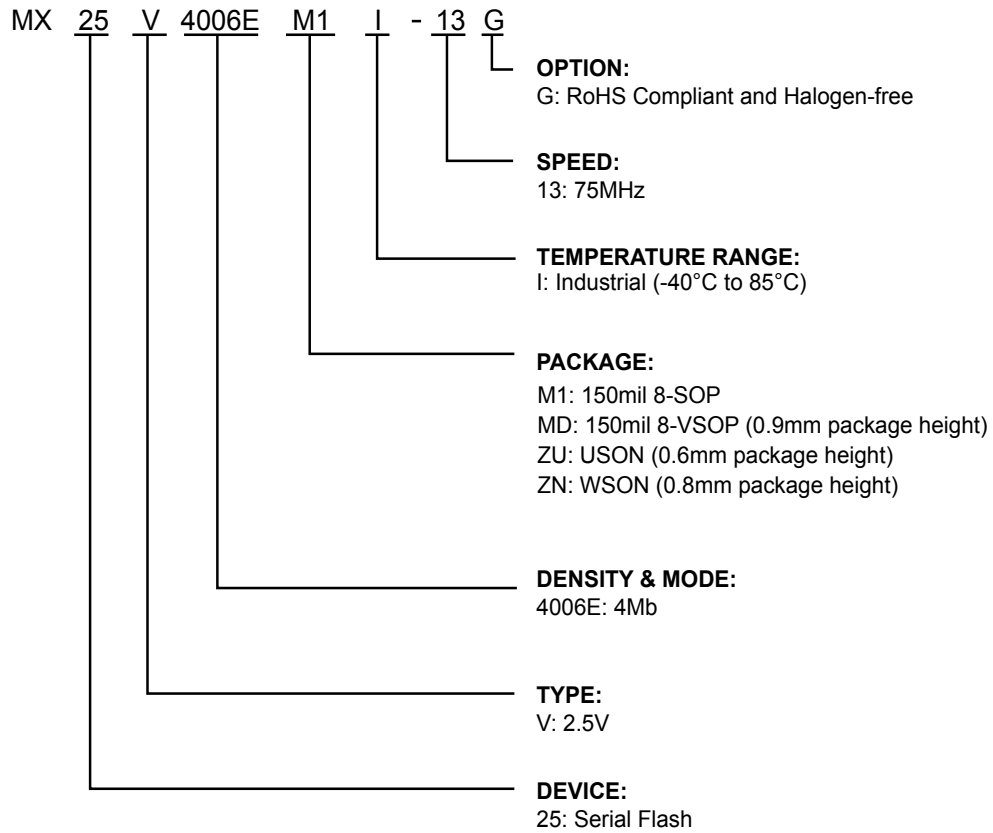 MX 25 V 4006E M1 I - 13 G
OPTION:
G: RoHS Compliant and Halogen-free
SPEED:
13: 75MHz
TEMPERATURE RANGE:
I: Industrial (-40°C to 85°C)
PACKAGE:
M1: 150mil 8-SOP
MD: 150mil 8-VSOP (0.9mm package height)
ZU: USON (0.6mm package height)
ZN: WSON (0.8mm package height)
DENSITY & MODE:
4006E: 4Mb
TYPE:
V: 2.5V
DEVICE:
25: Serial Flash